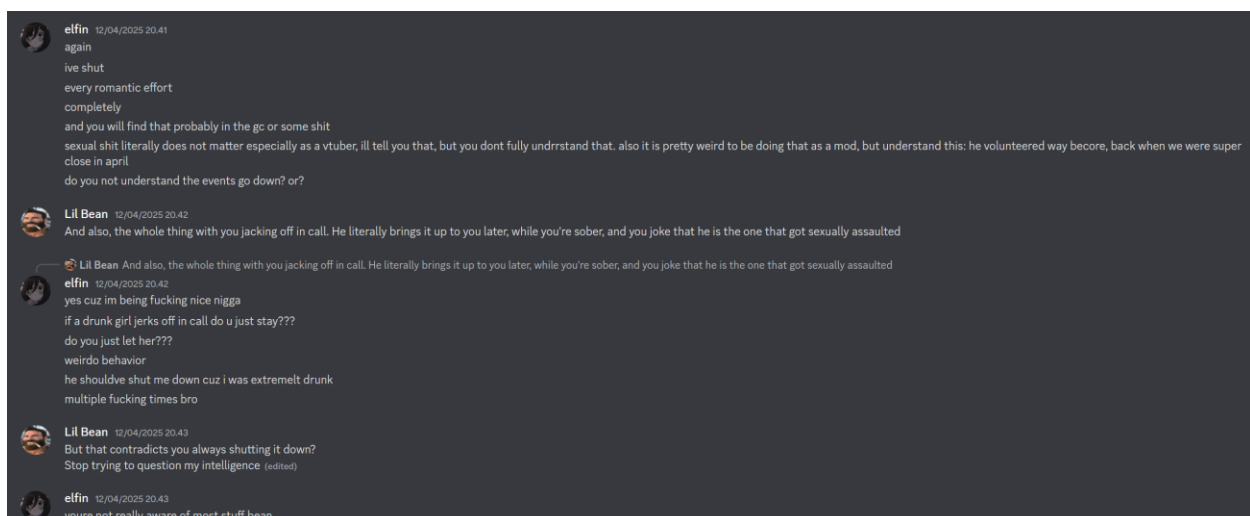 elfin 12/04/2025 20.41
again
ive shut
every romantic effort
completely
and you will find that probably in the gc or some shit
sexual shit literally does not matter especially as a vtuber, ill tell you that, but you dont fully undrrstand that. also it is pretty weird to be doing that as a mod, but understand this: he volunteered way becore, back when we were super
close in april
do you not understand the events go down? or?
Lil Bean 12/04/2025 20.42
And also, the whole thing with you jacking off in call. He literally brings it up to you later, while you're sober, and you joke that he is the one that got sexually assaulted
Lil Bean And also, the whole thing with you jacking off in call. He literally brings it up to you later, while you're sober, and you joke that he is the one that got sexually assaulted
elfin 12/04/2025 20.42
yes cuz im being fucking nice nigga
if a drunk girl jerks off in call do u just stay???
do you just let her???
weirdo behavior
he shouldve shut me down cuz i was extremelt drunk
multiple fucking times bro
Lil Bean 12/04/2025 20.43
But that contradicts you always shutting it down?
Stop trying to question my intelligence (edited)
elfin 12/04/2025 20.43
youre not really aware of most stuff bean